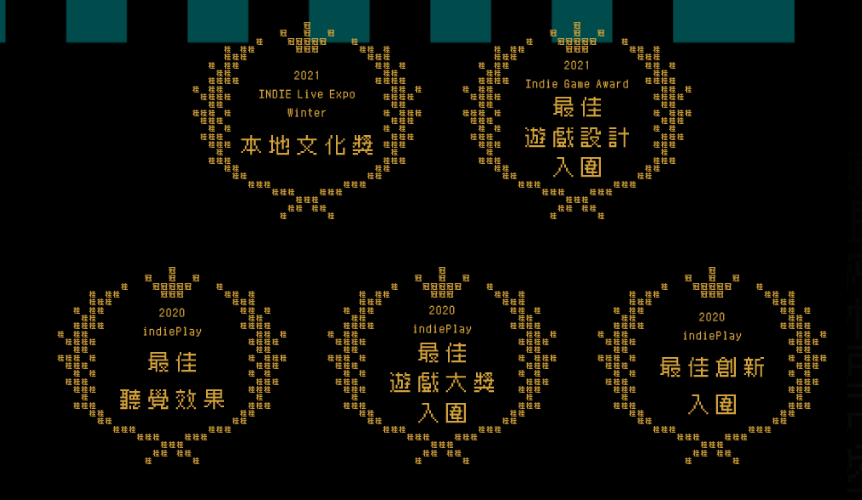 2021
INDIE Live Expo
Winter
本地文化獎
2021
Indie Game Award
最佳
遊戲設計
入圍
2020
indiePlay
最佳
聽覺效果
2020
indiePlay
最佳
遊戲大獎
入圍
2020
indiePlay
最佳創新
入圍